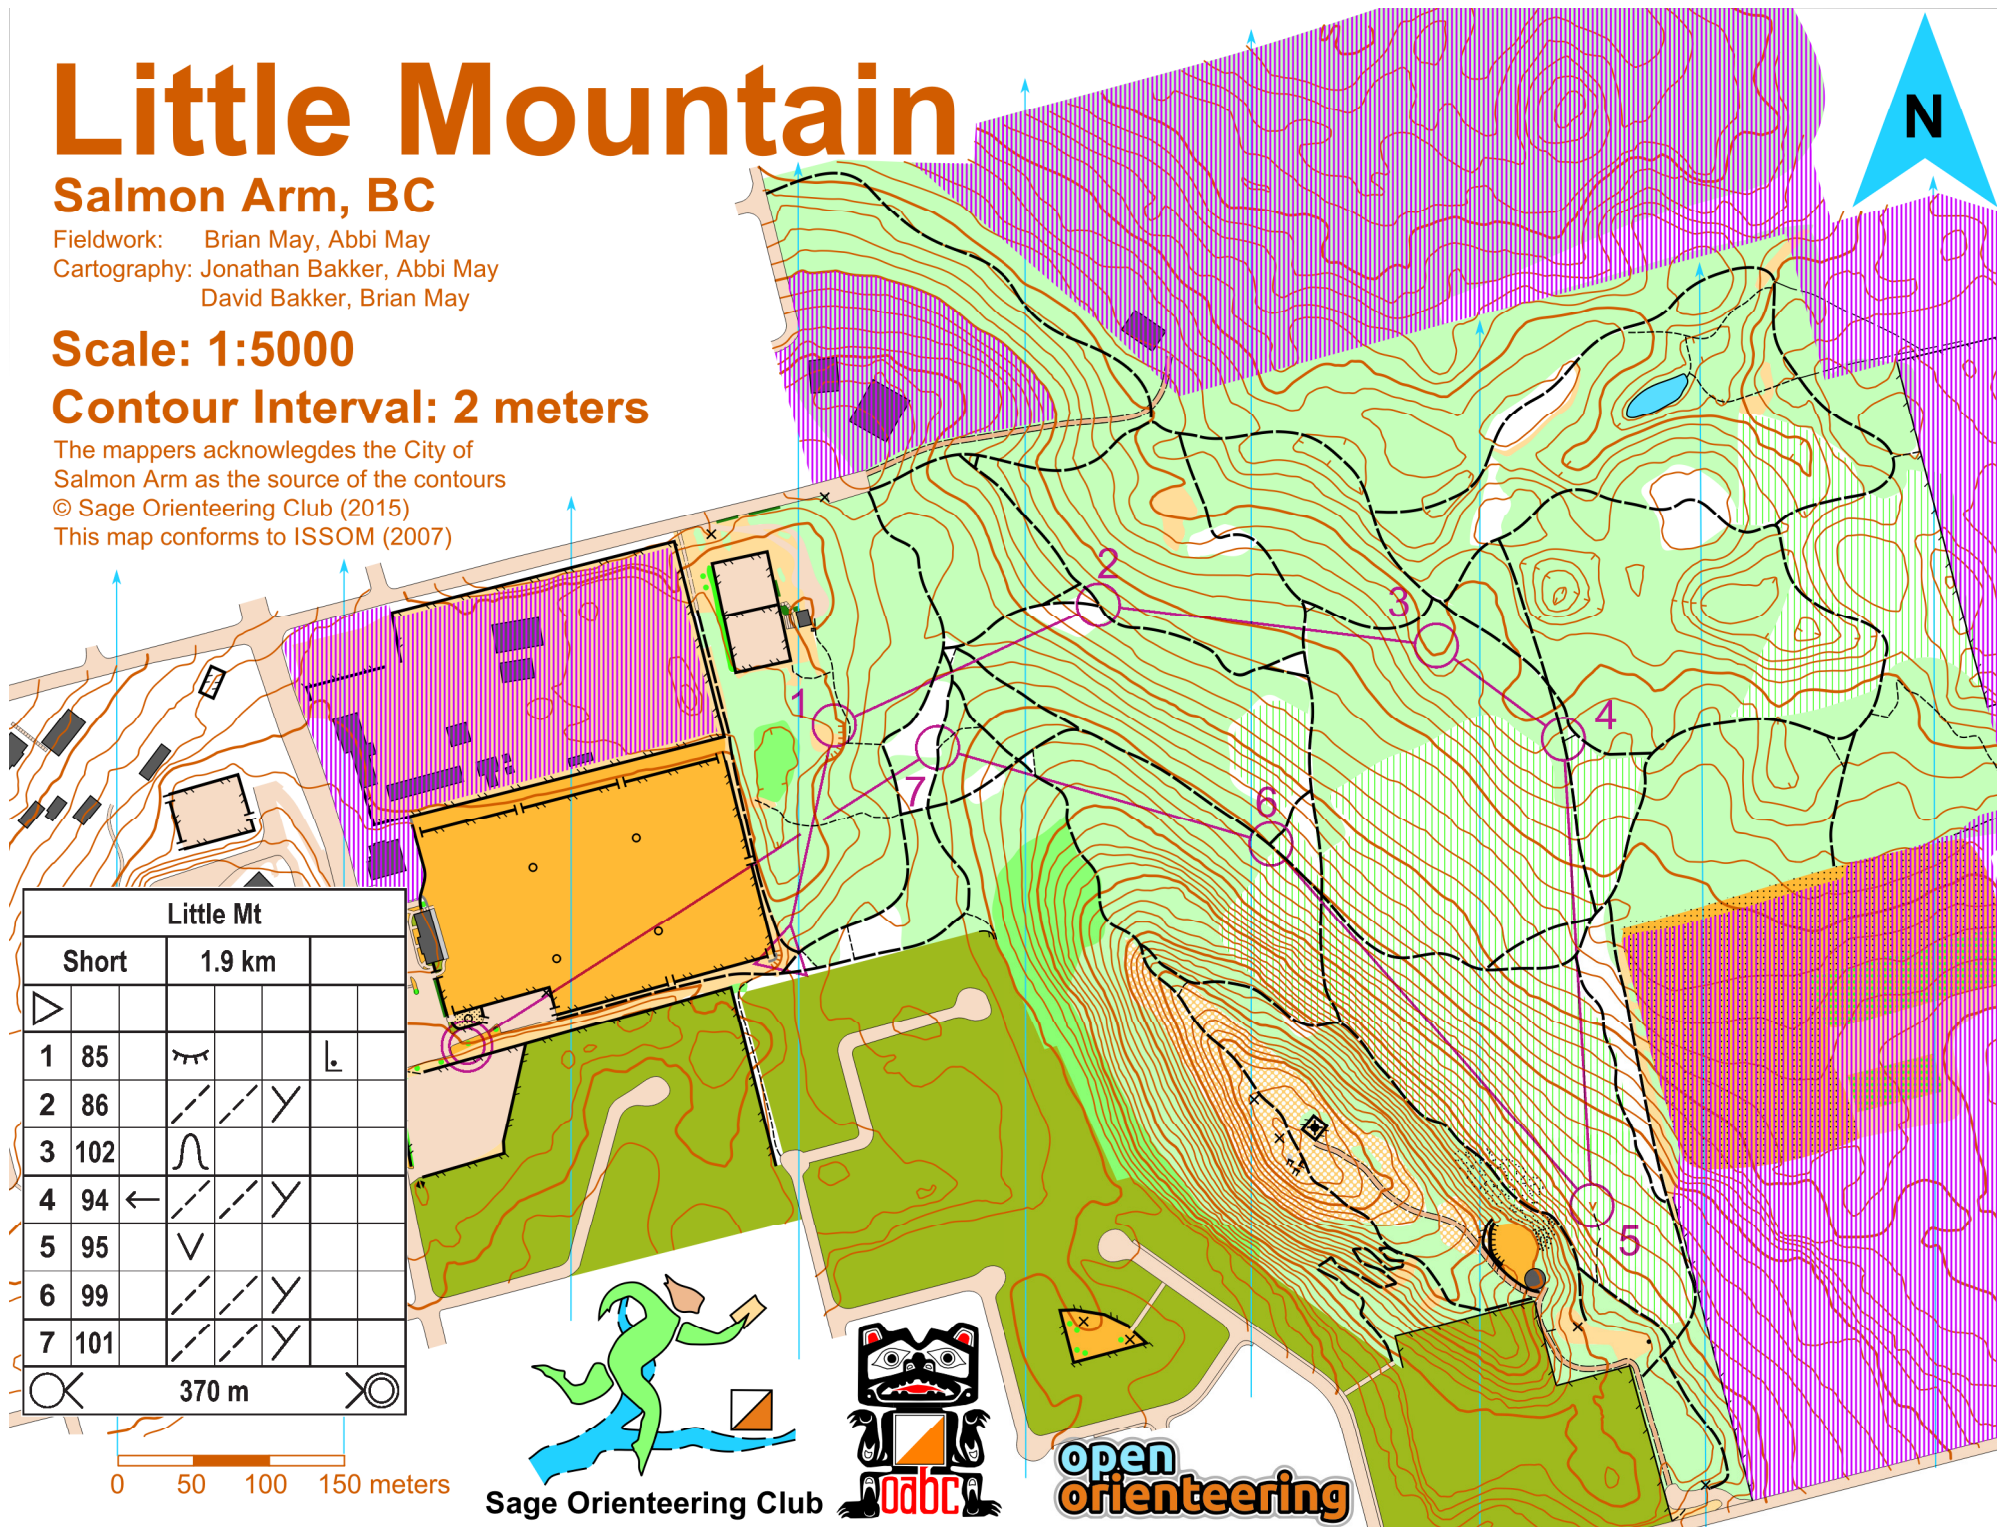 Little Mountain
N
Salmon Arm, BC
Fieldwork: Brian May, Abbi May
Cartography: Jonathan Bakker, Abbi May
David Bakker, Brian May
Scale: 1:5000
Contour Interval: 2 meters
The mappers acknowlegdes the City of
Salmon Arm as the source of the contours
© Sage Orienteering Club (2015)
This map conforms to ISSOM (2007)
2
3
1
4
7
6
5
Little Mt
Short 1.9 km
1 85
2 86
3 102
4 94
5 95
6 99
7 101
370 m
0 50 100 150 meters
Sage Orienteering Club
oabc
open
orienteering